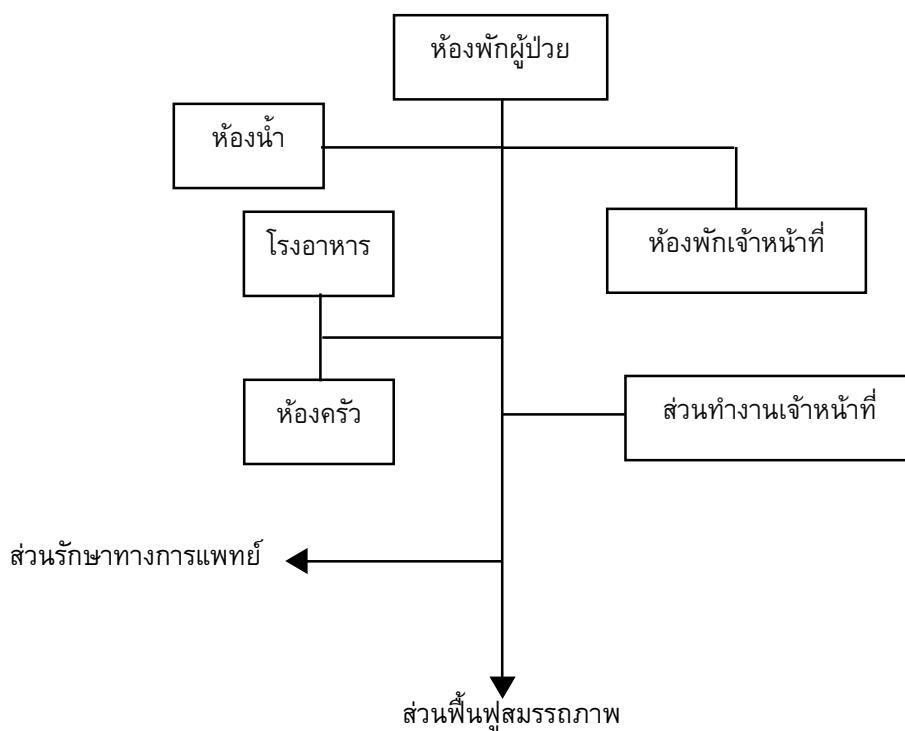 ห้องพักผู้ป่วย
ห้องน้ำ
ห้องพักเจ้าหน้าที่
โรงอาหาร
ห้องครัว
ส่วนทำงานเจ้าหน้าที่
ส่วนรักษาทางการแพทย์
ส่วนฟื้นฟูสมรรถภาพ